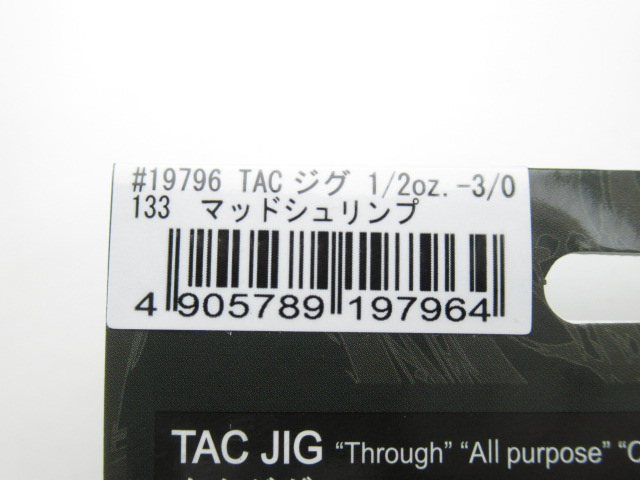 #19796 TAC ジグ 1/2oz.-3/0
133 マッドシュリンプ
4 905789 197964
TAC JIG “Through” “All purpose”